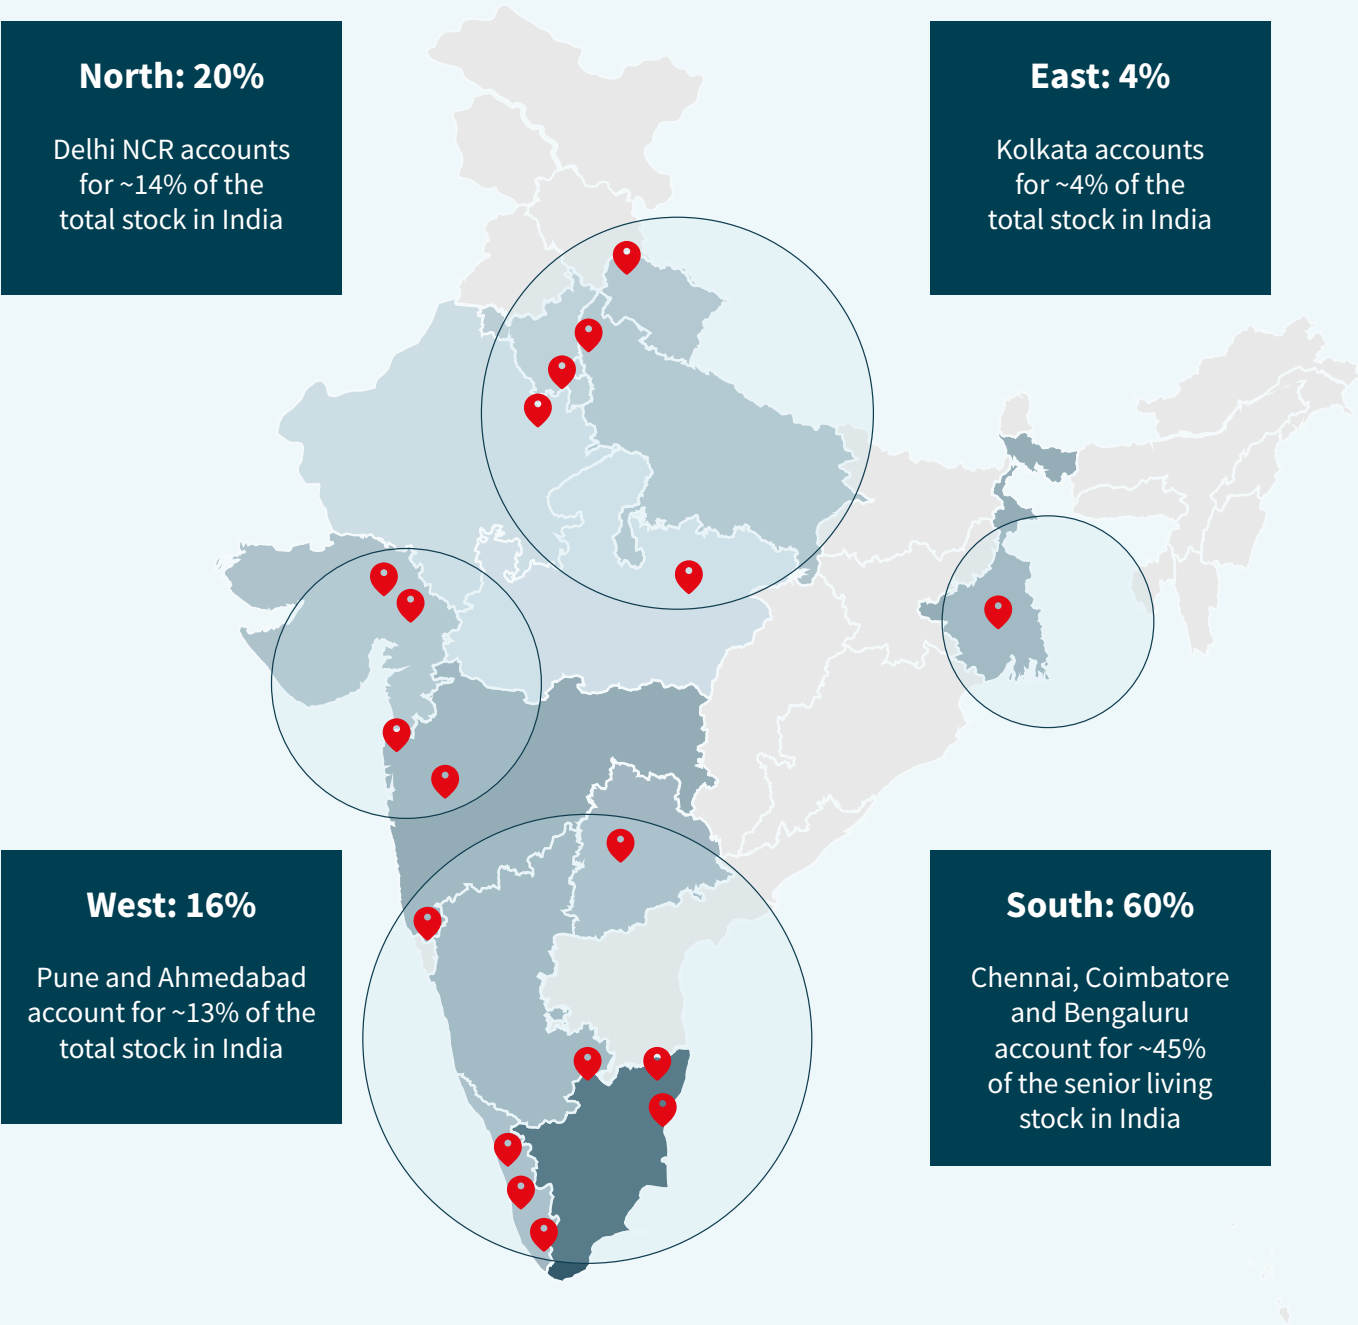 North: 20%
Delhi NCR accounts
for ~14% of the
total stock in India
East: 4%
Kolkata accounts
for ~4% of the
total stock in India
West: 16%
Pune and Ahmedabad
account for ~13% of the
total stock in India
South: 60%
Chennai, Coimbatore
and Bengaluru
account for ~45%
of the senior living
stock in India